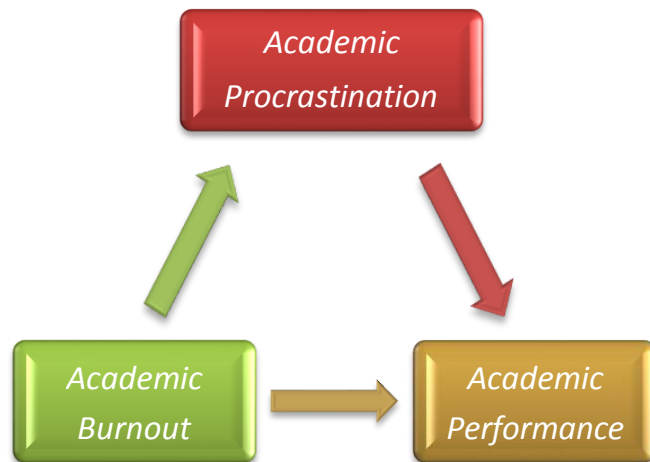 Academic
Procrastination
Academic
Burnout
Academic
Performance